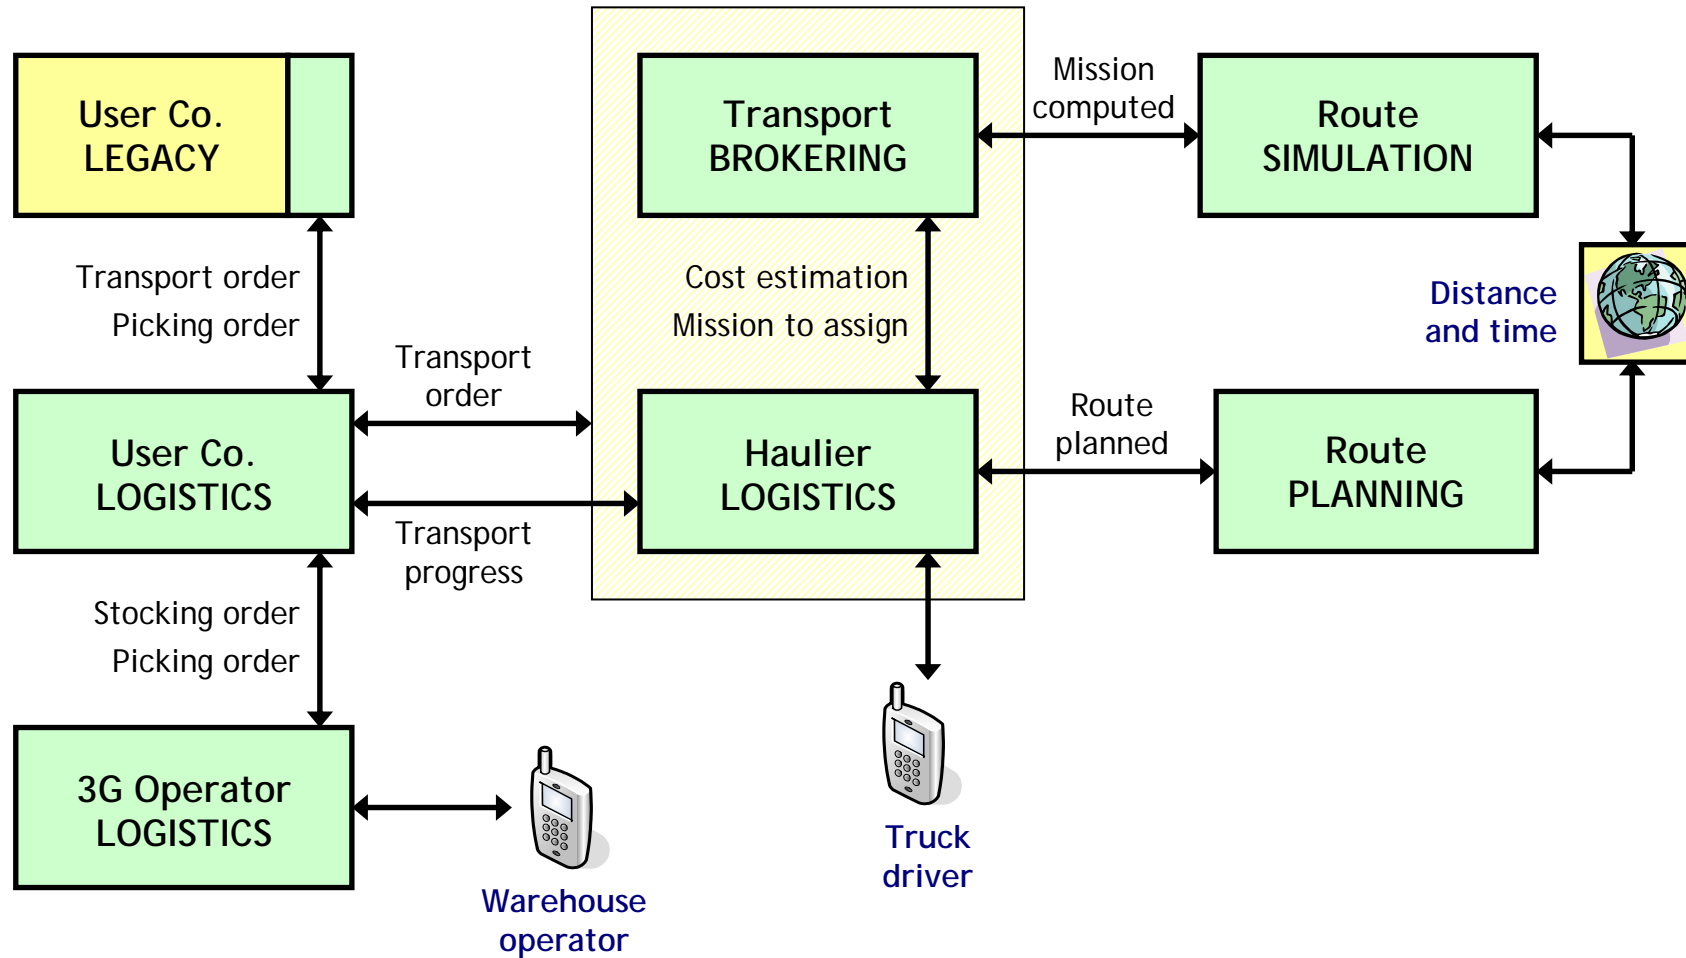 User Co.
LEGACY
Transport
BROKERING
Mission
computed
Route
SIMULATION
Transport order
Picking order
Cost estimation
Mission to assign
Distance
and time
Transport
order
User Co.
LOGISTICS
Haulier
LOGISTICS
Route
planned
Route
PLANNING
Transport
progress
Stocking order
Picking order
3G Operator
LOGISTICS
Warehouse
operator
Truck
driver